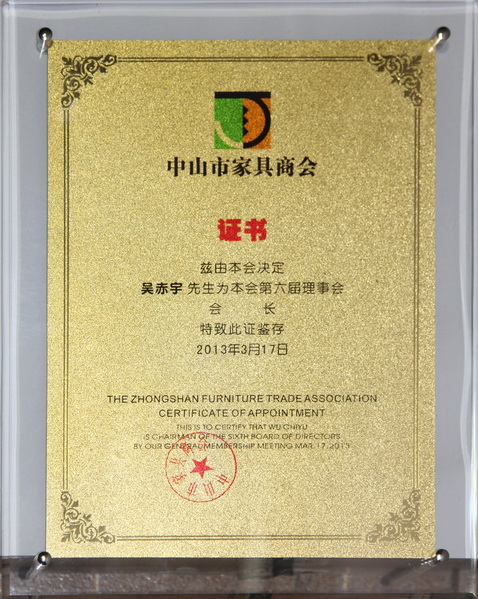 中山市家具商会
证书
兹由本会决定
吴赤宇 先生为本会第六届理事会
会 长
特致此证鉴存
2013年3月17日
THE ZHONGSHAN FURNITURE TRADE ASSOCIATION
CERTIFICATE OF APPOINTMENT
THIS IS TO CERTIFY THAT WU CHIYU
IS CHAIRMAN OF THE SIXTH BOARD OF DIRECTORS
BY OUR GENERAL MEMBERSHIP MEETING MAR. 17, 2013